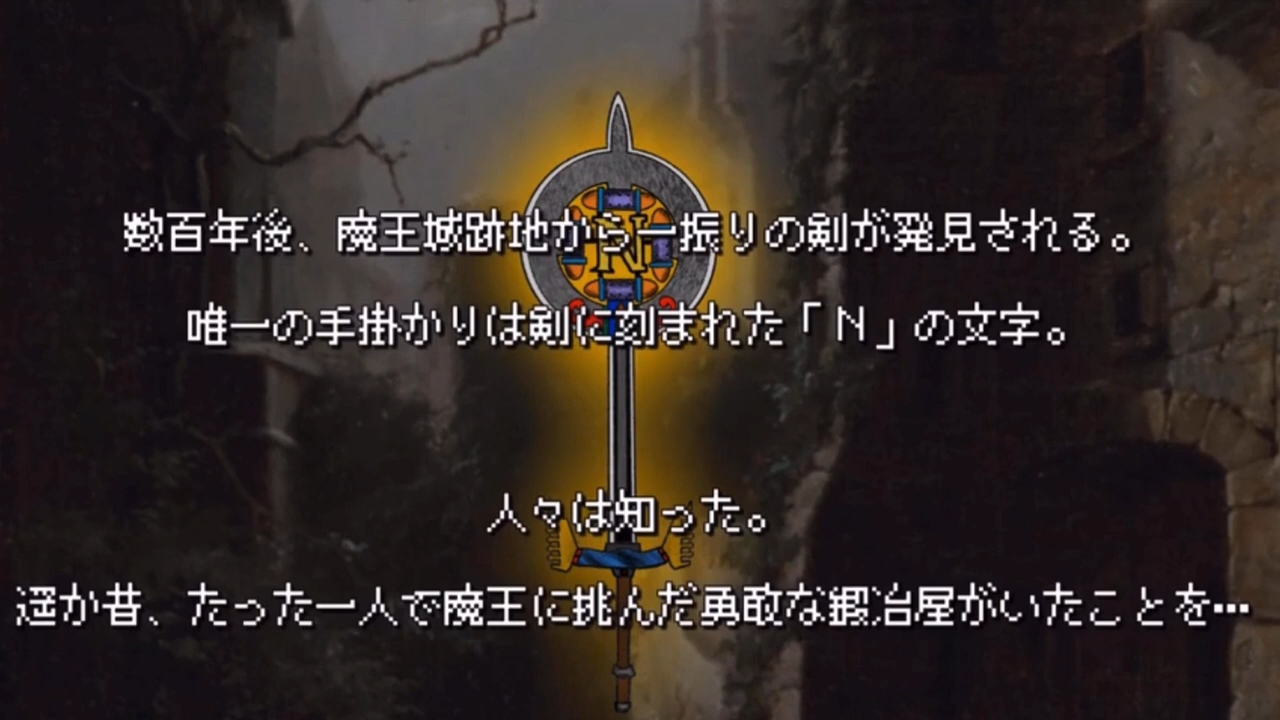 数百年後、魔王城跡地から一振りの剣が発見される。
唯一の手掛かりは剣に刻まれた「N」の文字。
人々は知った。
遥か昔、たった一人で魔王に挑んだ勇敢な鍛冶屋がいたことを…
N